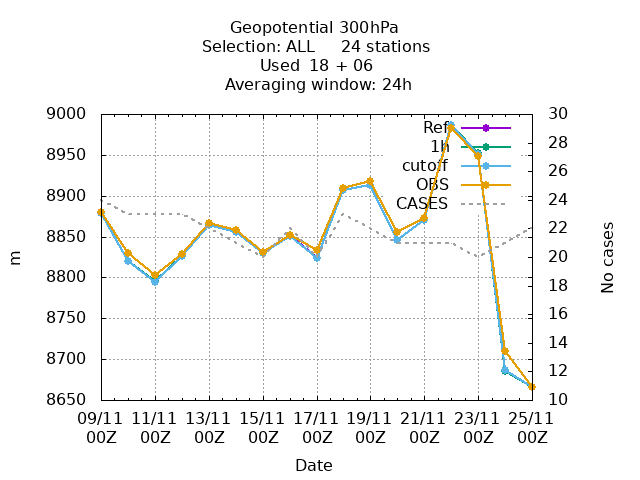 Geopotential 300hPa
Selection: ALL     24 stations
Used  18 + 06
Averaging window: 24h
9000
8950
8900
8850
8800
8750
8700
8650
m
30
28
26
24
22
20
18
16
14
12
10
No cases
Ref
1h
cutoff
OBS
CASES
09/11 11/11 13/11 15/11 17/11 19/11 21/11 23/11 25/11
00Z 00Z 00Z 00Z 00Z 00Z 00Z 00Z 00Z
Date